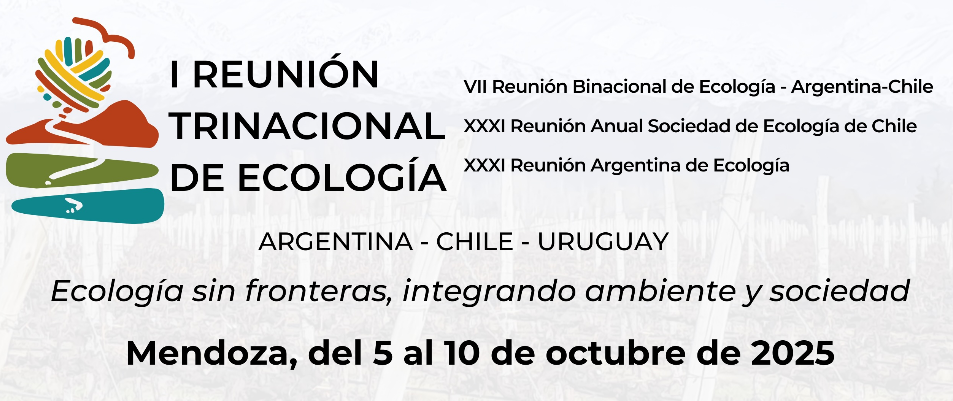 I REUNIÓN
TRINACIONAL
DE ECOLOGÍA
VII Reunión Binacional de Ecología - Argentina-Chile
XXXI Reunión Anual Sociedad de Ecología de Chile
XXXI Reunión Argentina de Ecología
ARGENTINA - CHILE - URUGUAY
Ecología sin fronteras, integrando ambiente y sociedad
Mendoza, del 5 al 10 de octubre de 2025